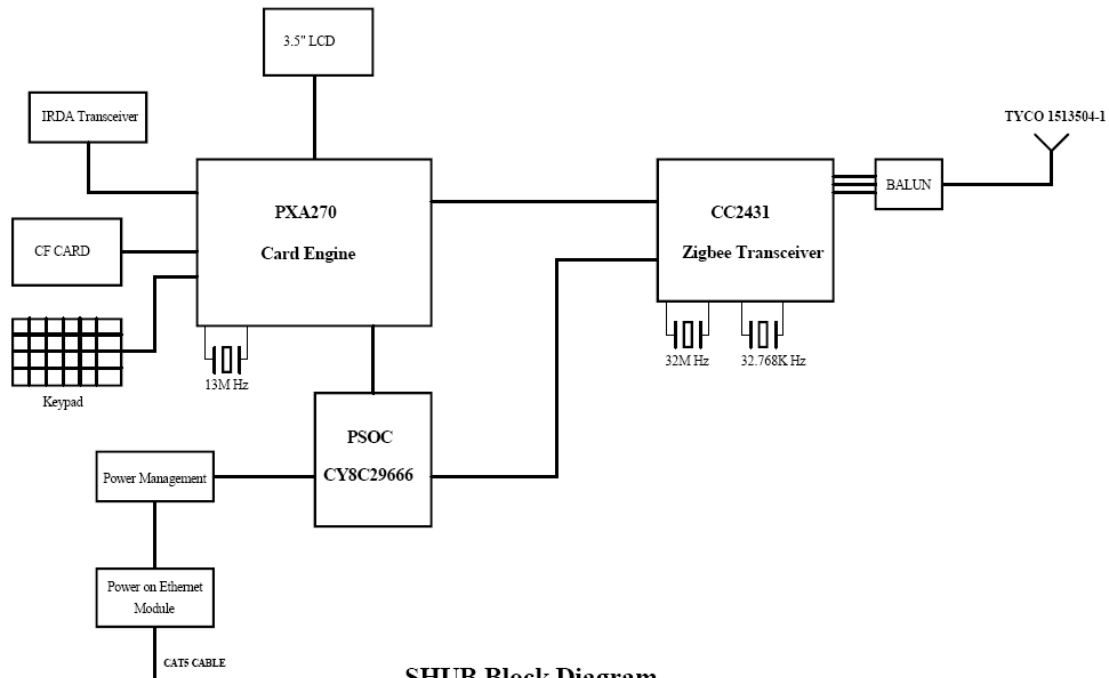 3.5" LCD
IRDA Transceiver
TYCO 1513504-1
PXA270
Card Engine
CC2431
Zigbee Transceiver
BALUN
CF CARD
13M Hz
32M Hz
32.768K Hz
Keypad
PSOC
CY8C29666
Power Management
Power on Ethernet
Module
CAT5 CABLE
SHUB Block Diagram